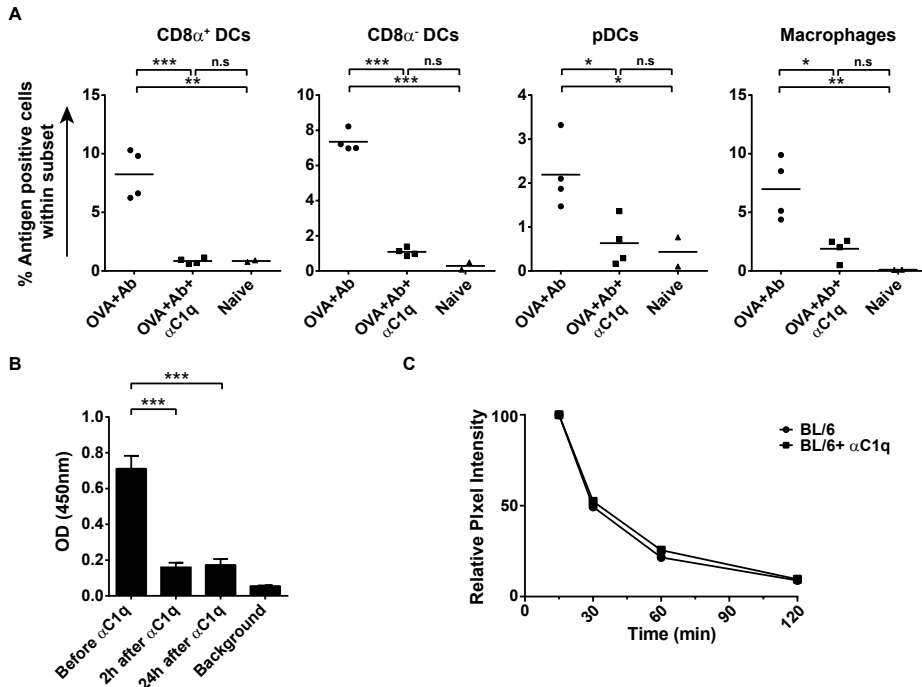 A
CD8α⁺ DCs
CD8α⁻ DCs
pDCs
Macrophages
*** n.s
**
*** n.s
***
* n.s
*
* n.s
**
% Antigen positive cells
within subset
15
10
5
0
8
6
4
2
0
4
3
2
1
0
15
10
5
0
OVA+Ab
OVA+Ab+
αC1q
Naive
OVA+Ab
OVA+Ab+
αC1q
Naive
OVA+Ab
OVA+Ab+
αC1q
Naive
OVA+Ab
OVA+Ab+
αC1q
Naive
B
***
***
OD (450nm)
1.0
0.8
0.6
0.4
0.2
0.0
Before αC1q
2h after αC1q
24h after αC1q
Background
C
BL/6
BL/6+ αC1q
Relative PIxel Intensity
100
50
0
0
30
60
90
120
Time (min)